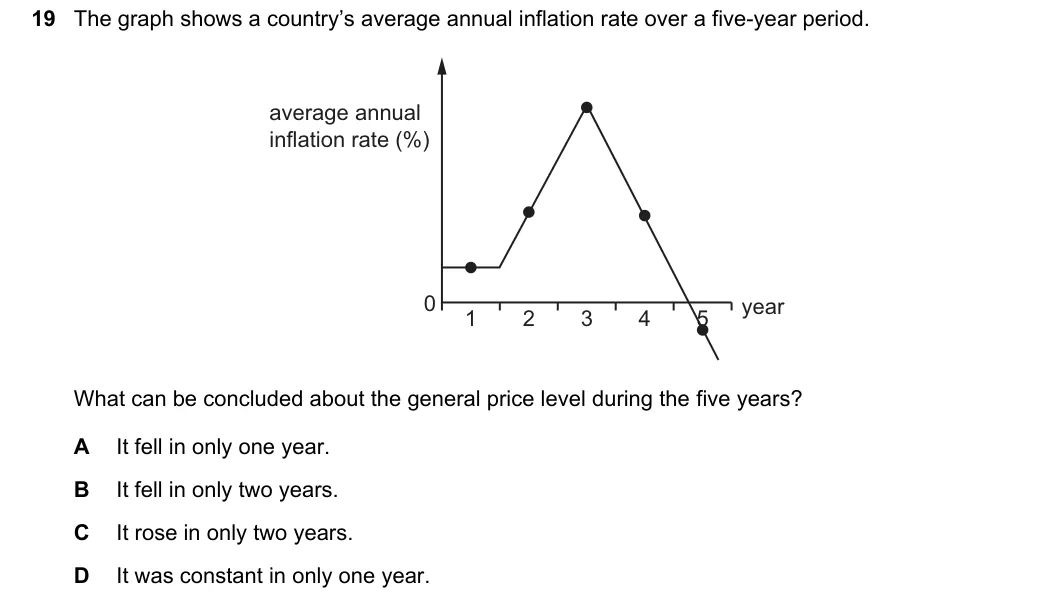 19 The graph shows a country’s average annual inflation rate over a five-year period.
average annual
inflation rate (%)
0
1 2 3 4 5 year
What can be concluded about the general price level during the five years?
A It fell in only one year.
B It fell in only two years.
C It rose in only two years.
D It was constant in only one year.